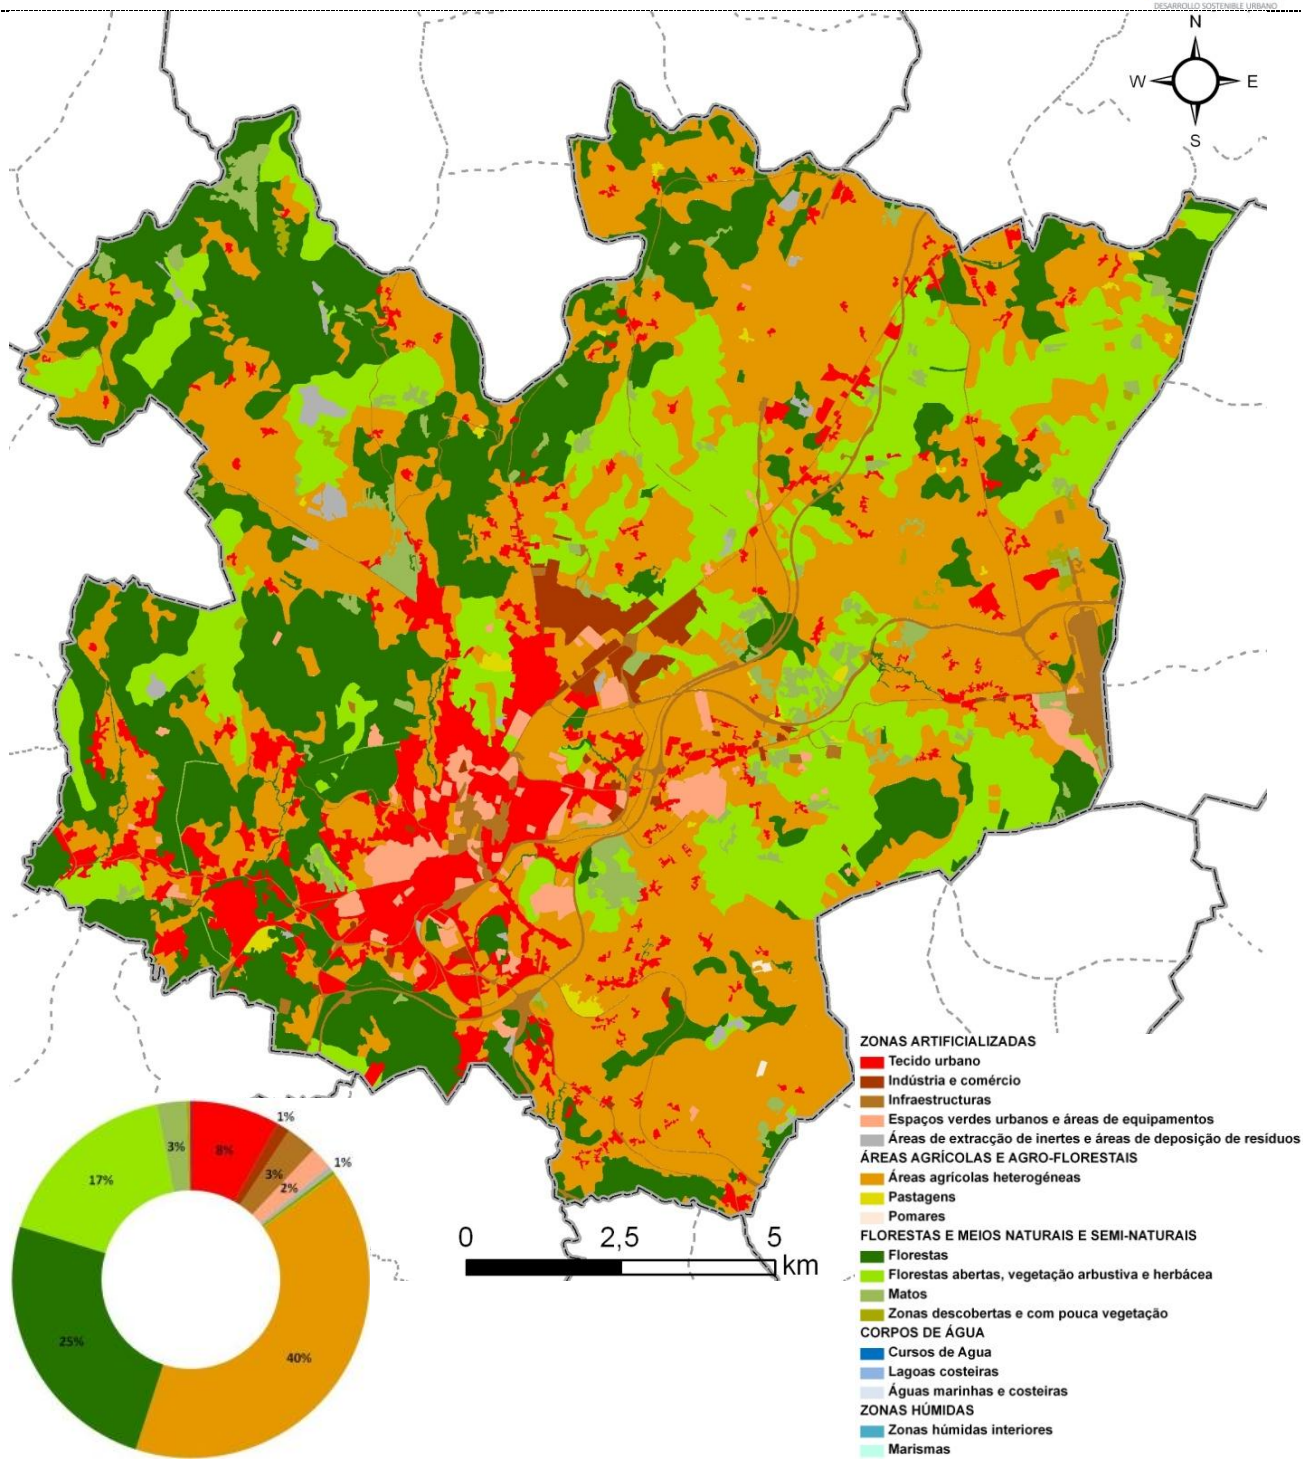 DESARROLLO SOSTENIBLE URBANO
N
W E
S
ZONAS ARTIFICIALIZADAS
Tecido urbano
Indústria e comércio
Infraestructuras
Espaços verdes urbanos e áreas de equipamentos
Áreas de extracção de inertes e áreas de deposição de resíduos
ÁREAS AGRÍCOLAS E AGRO-FLORESTAIS
Áreas agrícolas heterogéneas
Pastagens
Pomares
FLORESTAS E MEIOS NATURAIS E SEMI-NATURAIS
Florestas
Florestas abertas, vegetação arbustiva e herbácea
Matos
Zonas descobertas e com pouca vegetação
CORPOS DE ÁGUA
Cursos de Agua
Lagoas costeiras
Águas marinhas e costeiras
ZONAS HÚMIDAS
Zonas húmidas interiores
Marismas
0 2,5 5
km
3%
8%
1%
3%
2%
1%
17%
25%
40%